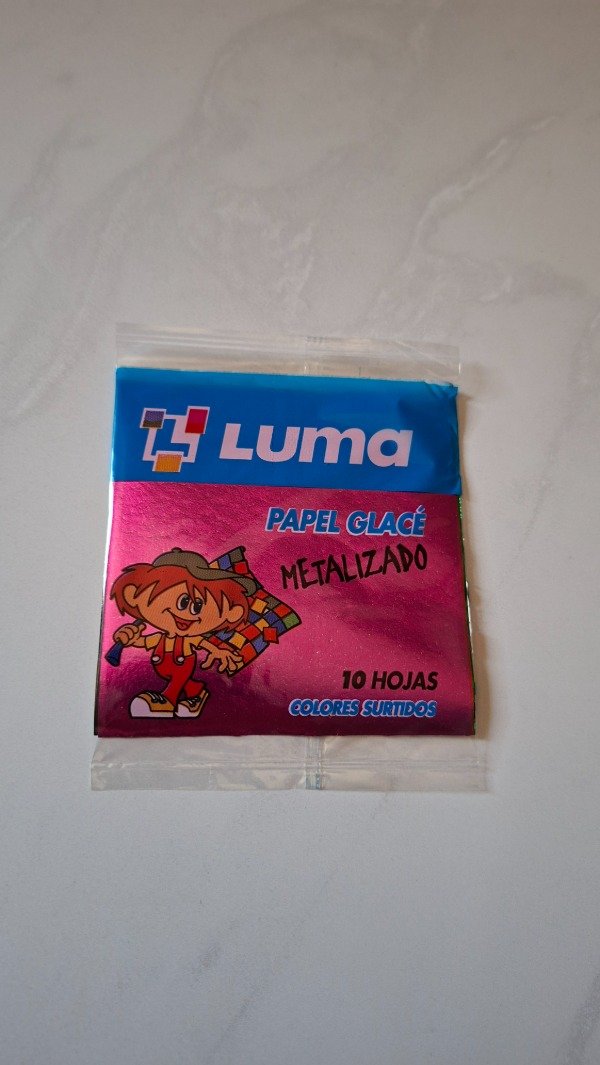 Luma
PAPEL GLACÉ
METALIZADO
10 HOJAS
COLORES SURTIDOS